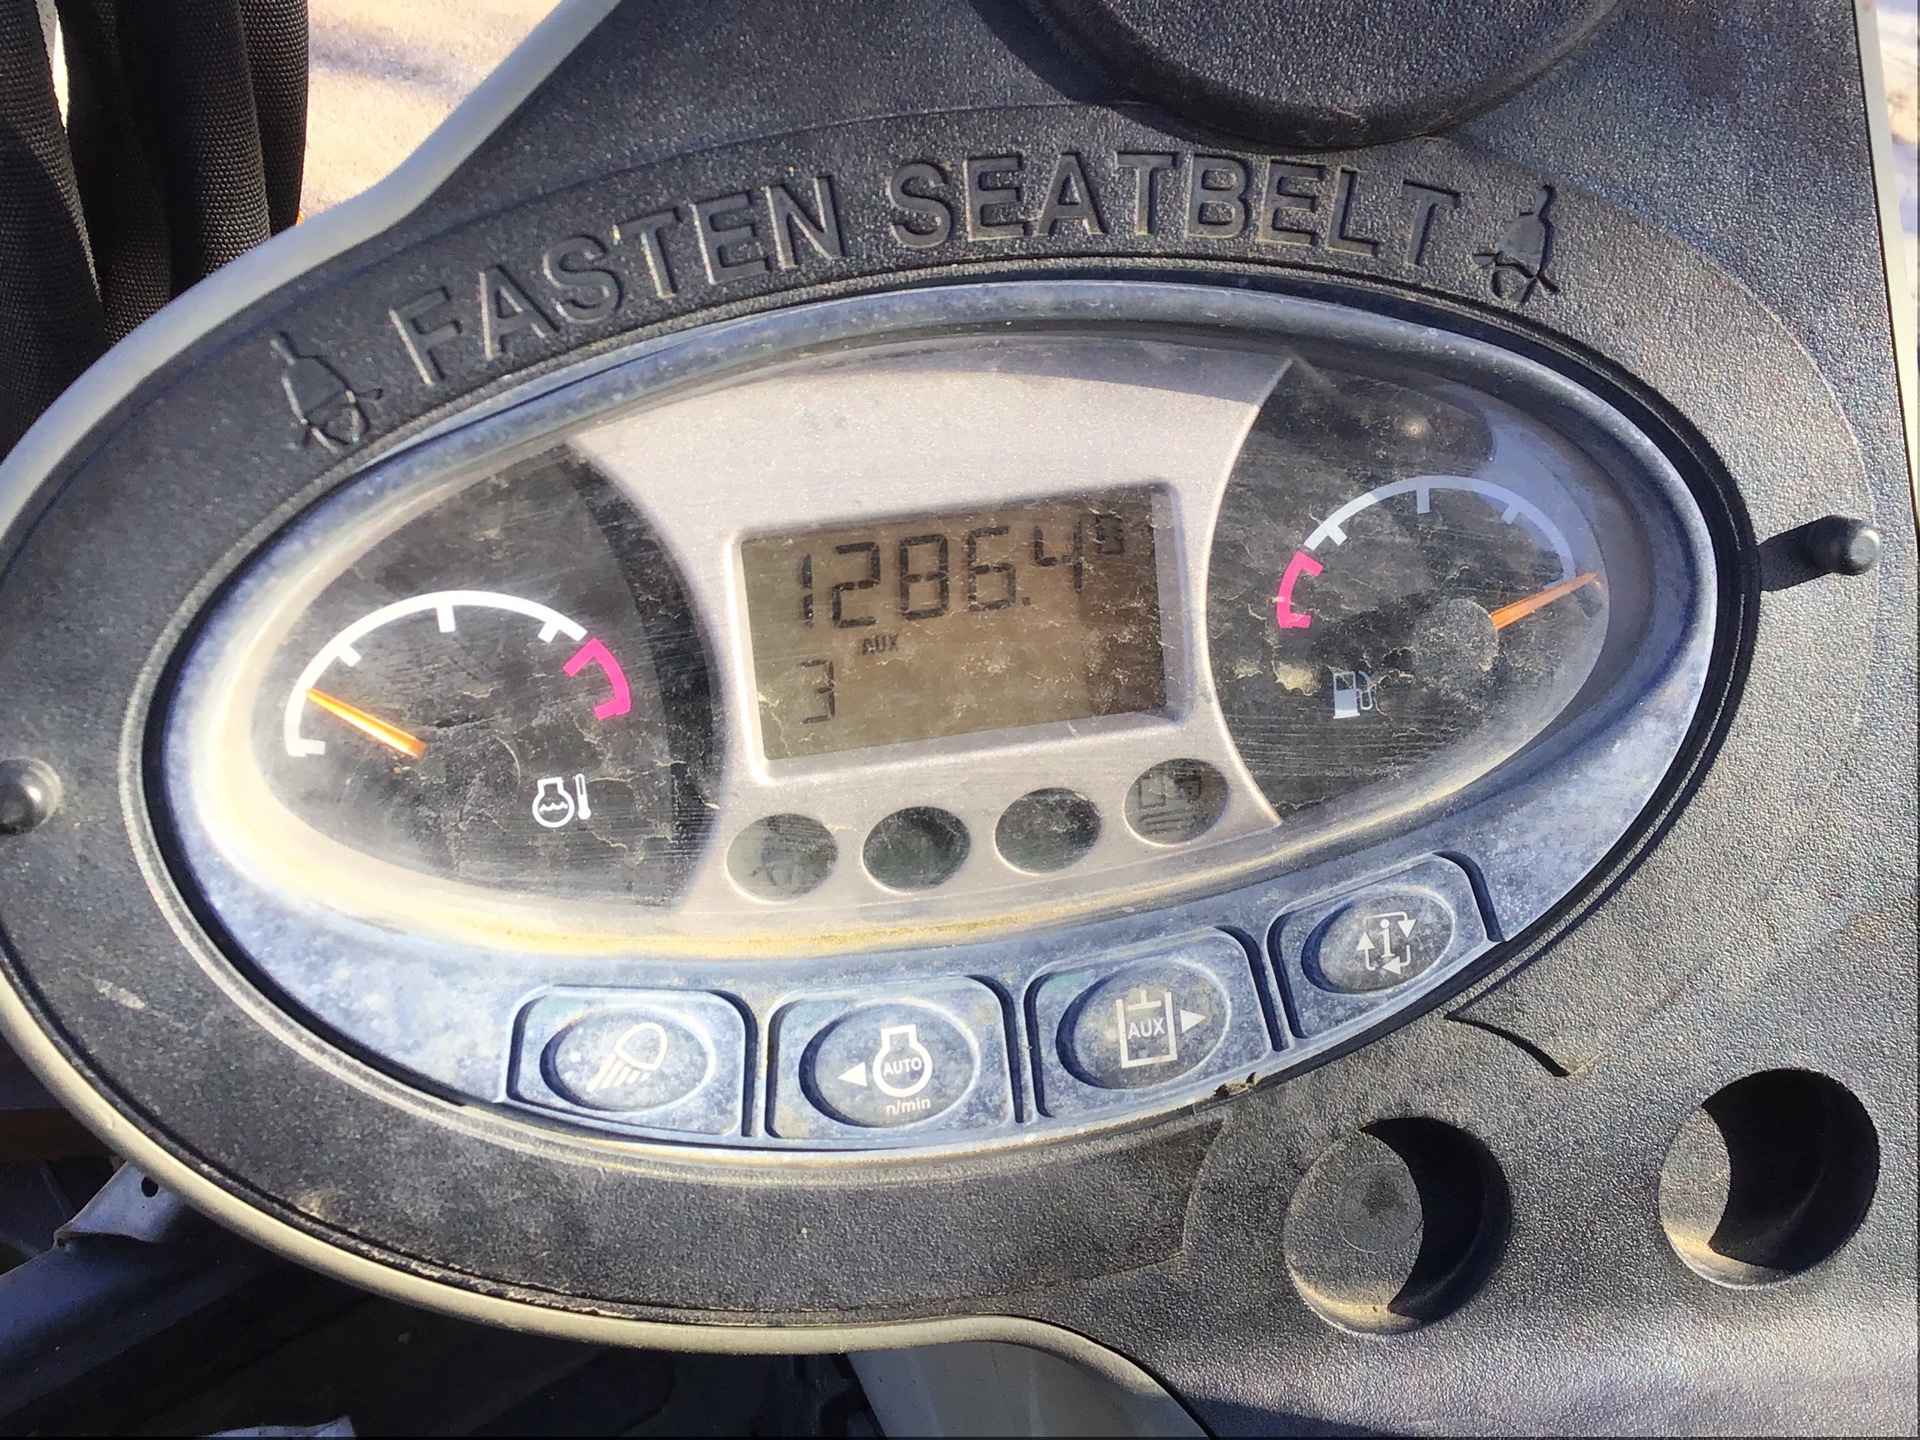 FASTEN SEATBELT
1286.4
AUX
3
AUTO
n/min
AUX
i